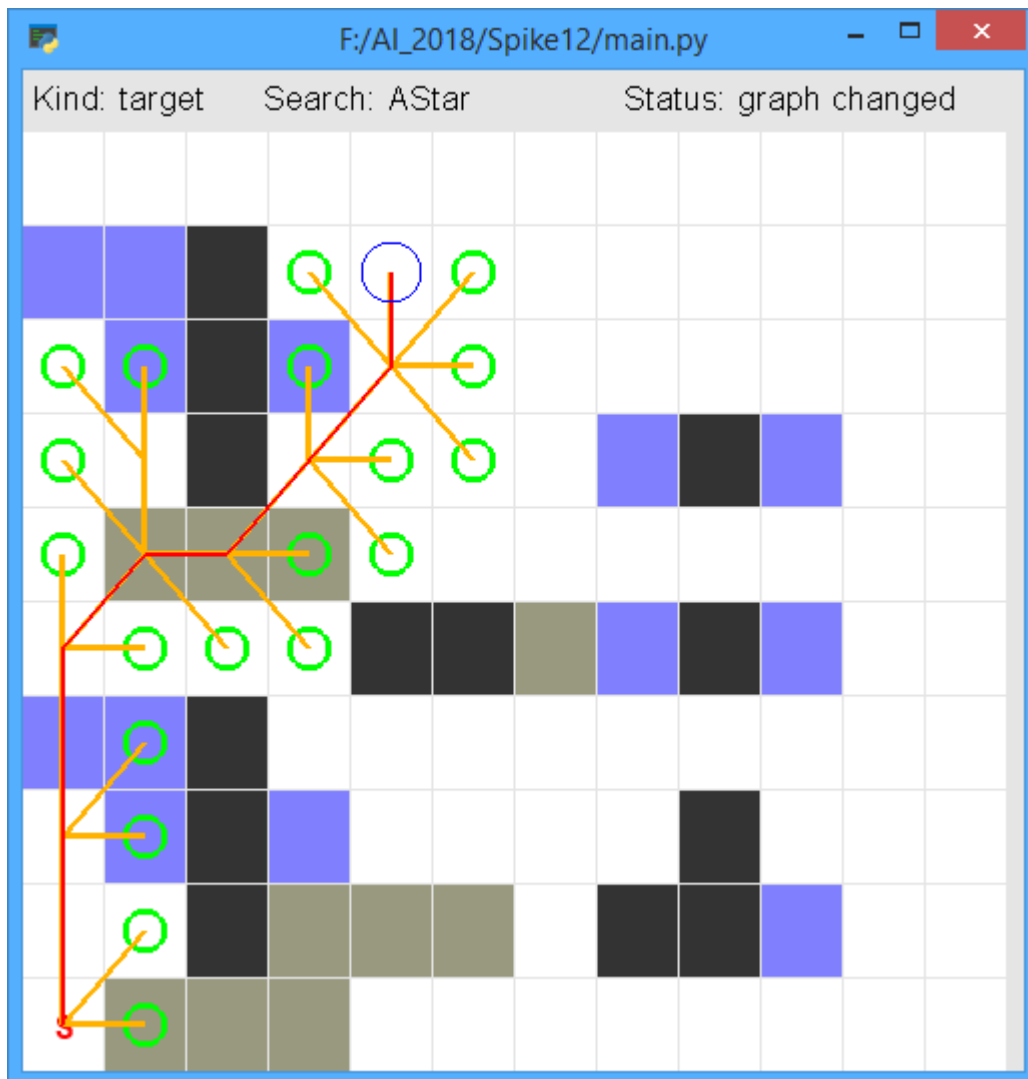 F:/AI_2018/Spike12/main.py
Kind: target Search: AStar Status: graph changed
S